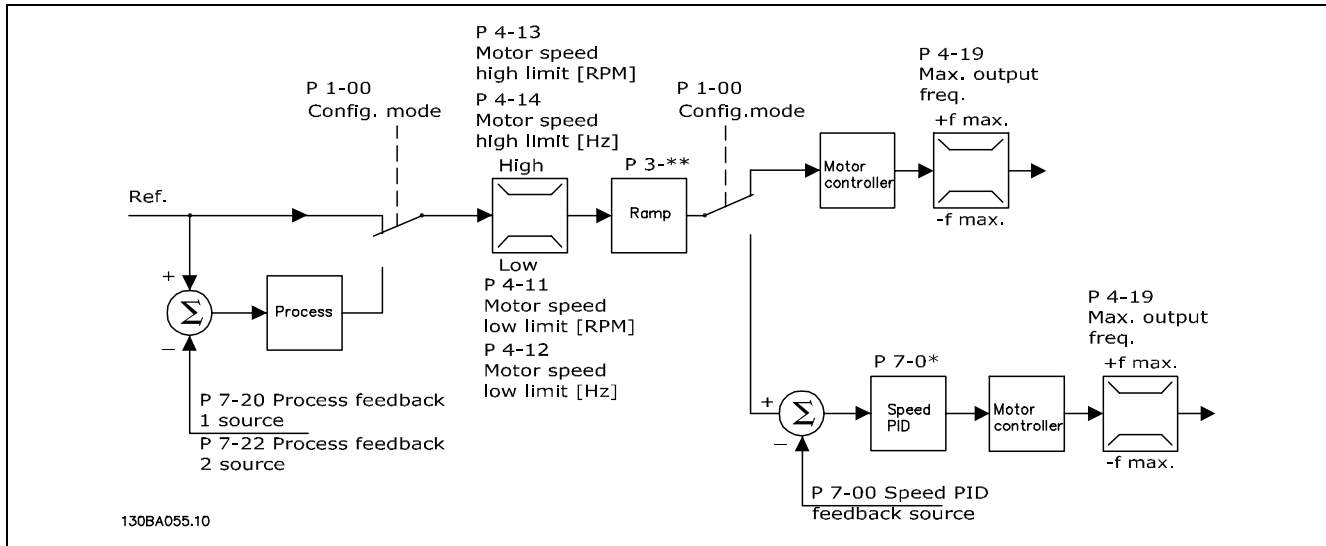 P 4-13
Motor speed
high limit [RPM]
P 4-14
Motor speed
high limit [Hz]
High
P 1-00
Config. mode
P 1-00
Config.mode
P 4-19
Max. output
freq.
+f max.
P 3-**
Motor
controller
Ramp
-f max.
Ref.
Low
P 4-11
Motor speed
low limit [RPM]
P 4-12
Motor speed
low limit [Hz]
+
Σ
−
Process
P 7-20 Process feedback
1 source
P 7-22 Process feedback
2 source
P 4-19
Max. output
freq.
+f max.
P 7-0*
+
Σ
−
Speed
PID
Motor
controller
-f max.
P 7-00 Speed PID
feedback source
130BA055.10